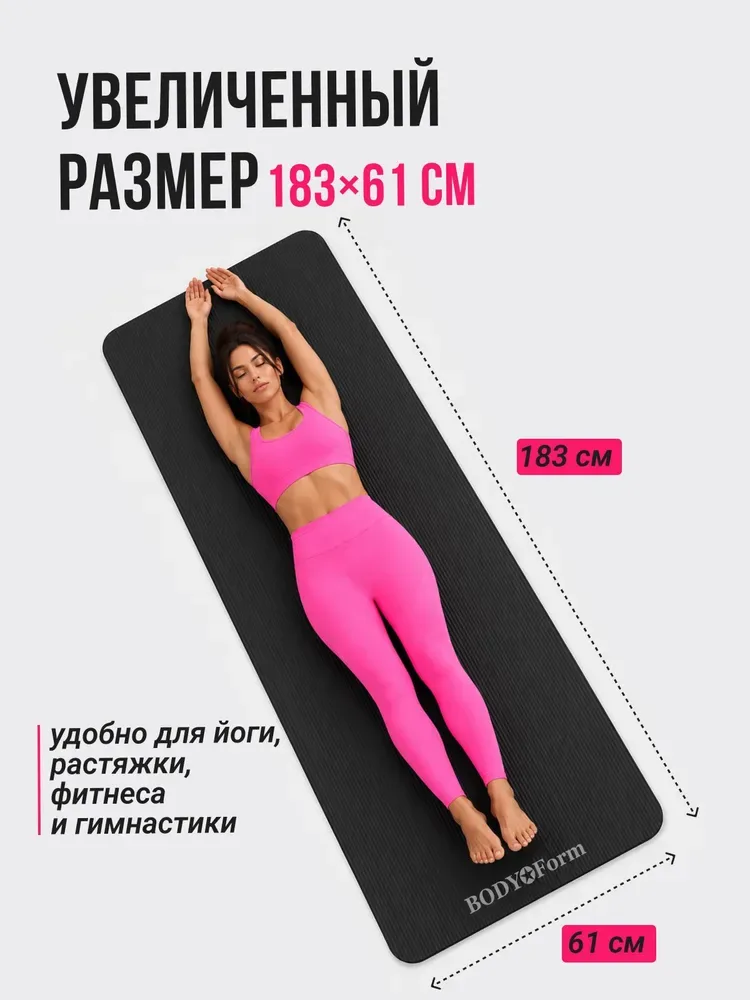 УВЕЛИЧЕННЫЙ
РАЗМЕР 183×61 СМ
183 см
удобно для йоги,
растяжки,
фитнеса
и гимнастики
BODY Form
61 см